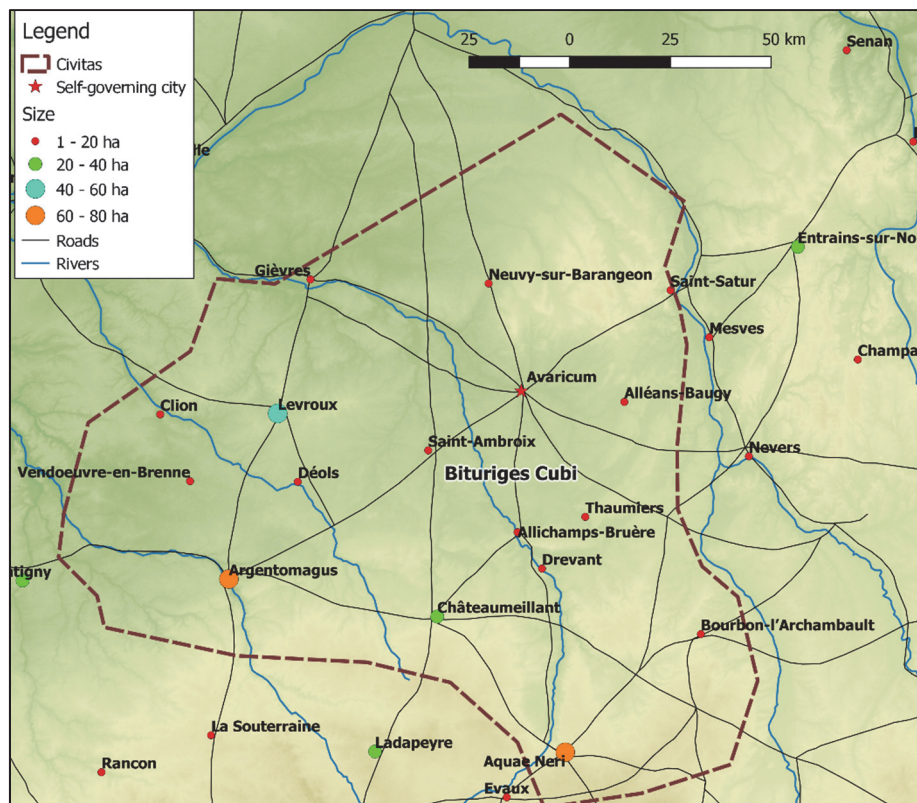 Legend
Civitas
Self-governing city
Size
1 - 20 ha
20 - 40 ha
40 - 60 ha
60 - 80 ha
Roads
Rivers
25 0 25 50 km
Senan
Entrains-sur-No
Gièvres
Neuvy-sur-Barangeon
Saint-Satur
Mesves
Champa
Avaricum
Clion
Levroux
Alléans-Baugy
Saint-Ambroix
Nevers
Vendoeuvre-en-Brenne
Déols
Bituriges Cubi
Thaumiers
Allichamps-Bruère
Drevant
tigny
Argentomagus
Châteaumeillant
Bourbon-l'Archambault
La Souterraine
Ladapeyre
Aquae Neri
Rancon
Evaux